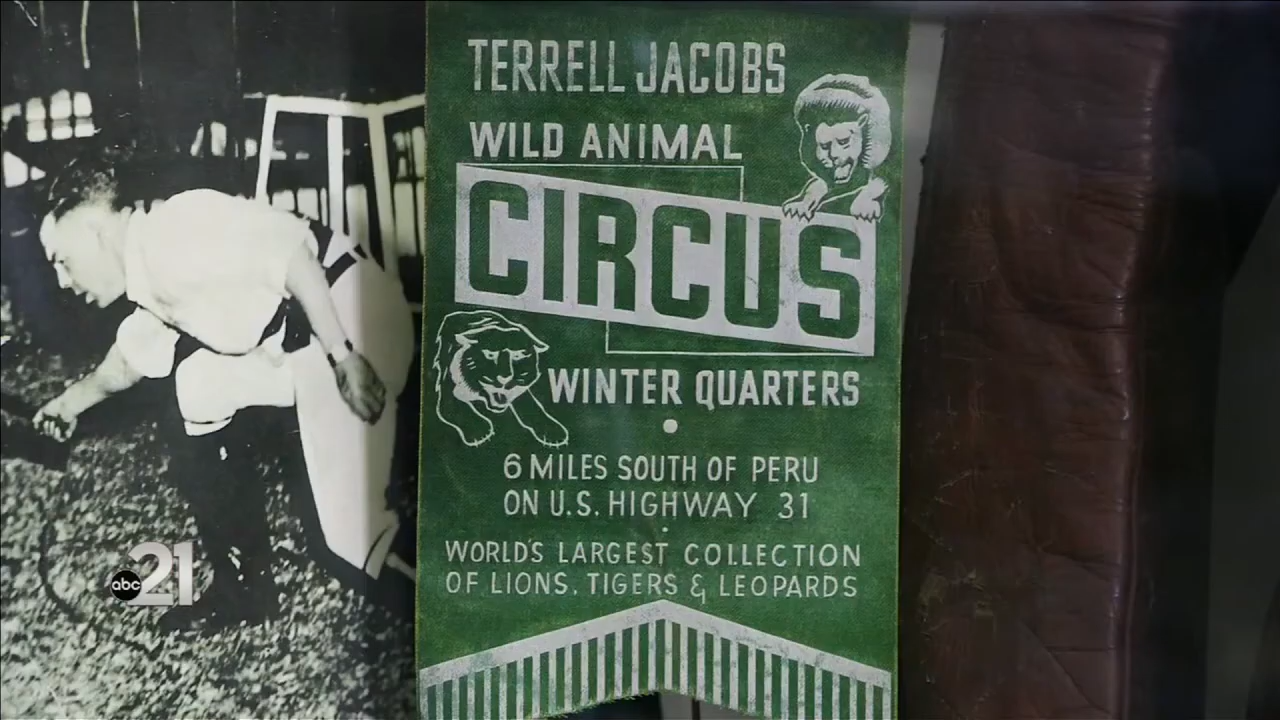 TERRELL JACOBS
WILD ANIMAL
CIRCUS
WINTER QUARTERS
6 MILES SOUTH OF PERU
ON U.S. HIGHWAY 31
WORLD'S LARGEST COLLECTION
OF LIONS, TIGERS & LEOPARDS
abc 21